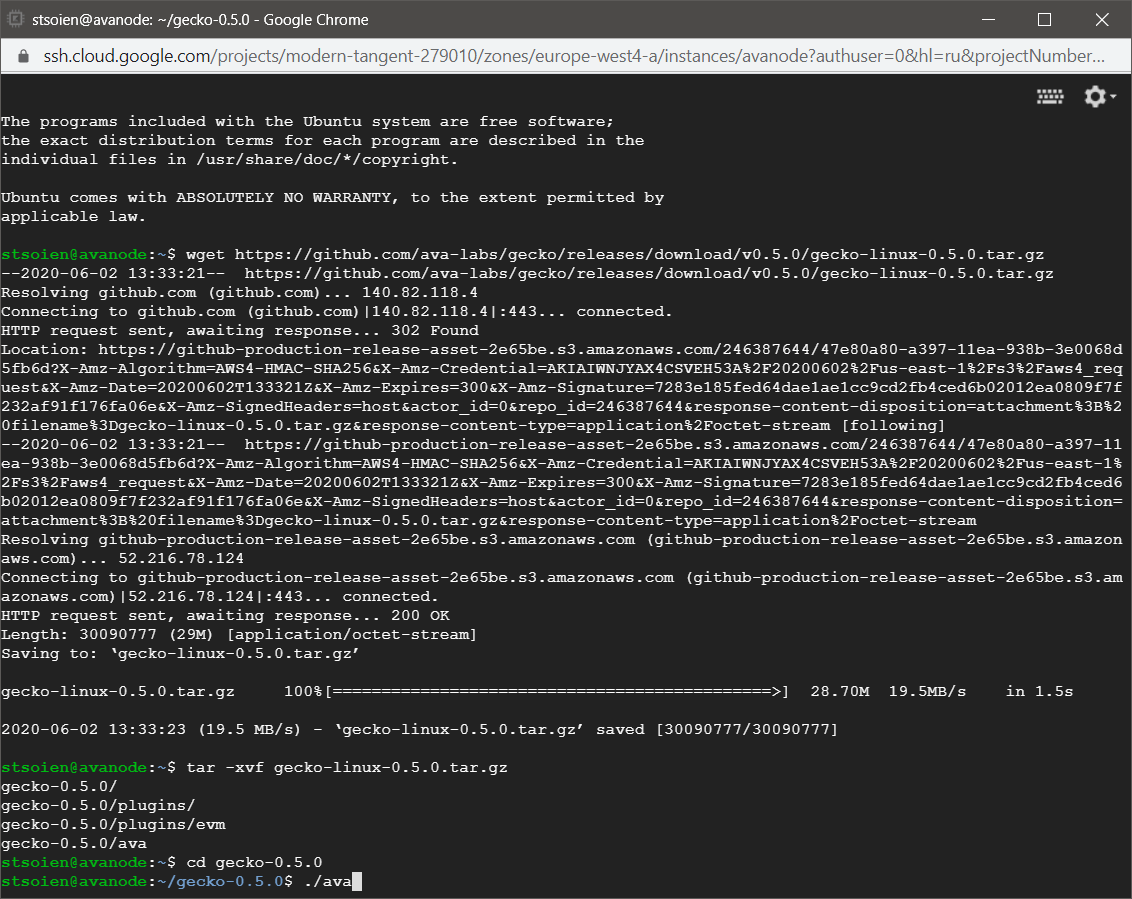 stsoien@avanode: ~/gecko-0.5.0 - Google Chrome
ssh.cloud.google.com/projects/modern-tangent-279010/zones/europe-west4-a/instances/avanode?authuser=0&hl=ru&projectNumber...
The programs included with the Ubuntu system are free software;
the exact distribution terms for each program are described in the
individual files in /usr/share/doc/*/copyright.
Ubuntu comes with ABSOLUTELY NO WARRANTY, to the extent permitted by
applicable law.
stsoien@avanode:~$ wget https://github.com/ava-labs/gecko/releases/download/v0.5.0/gecko-linux-0.5.0.tar.gz
--2020-06-02 13:33:21--  https://github.com/ava-labs/gecko/releases/download/v0.5.0/gecko-linux-0.5.0.tar.gz
Resolving github.com (github.com)... 140.82.118.4
Connecting to github.com (github.com)|140.82.118.4|:443... connected.
HTTP request sent, awaiting response... 302 Found
Location: https://github-production-release-asset-2e65be.s3.amazonaws.com/246387644/47e80a80-a397-11ea-938b-3e0068d
5fb6d?X-Amz-Algorithm=AWS4-HMAC-SHA256&X-Amz-Credential=AKIAIWNJYAX4CSVEH53A%2F20200602%2Fus-east-1%2Fs3%2Faws4_req
uest&X-Amz-Date=20200602T133321Z&X-Amz-Expires=300&X-Amz-Signature=7283e185fed64dae1ae1cc9cd2fb4ced6b02012ea0809f7f
232af91f176fa06e&X-Amz-SignedHeaders=host&actor_id=0&repo_id=246387644&response-content-disposition=attachment%3B%2
0filename%3Dgecko-linux-0.5.0.tar.gz&response-content-type=application%2Foctet-stream [following]
--2020-06-02 13:33:21--  https://github-production-release-asset-2e65be.s3.amazonaws.com/246387644/47e80a80-a397-11
ea-938b-3e0068d5fb6d?X-Amz-Algorithm=AWS4-HMAC-SHA256&X-Amz-Credential=AKIAIWNJYAX4CSVEH53A%2F20200602%2Fus-east-1%
2Fs3%2Faws4_request&X-Amz-Date=20200602T133321Z&X-Amz-Expires=300&X-Amz-Signature=7283e185fed64dae1ae1cc9cd2fb4ced6
b02012ea0809f7f232af91f176fa06e&X-Amz-SignedHeaders=host&actor_id=0&repo_id=246387644&response-content-disposition=
attachment%3B%20filename%3Dgecko-linux-0.5.0.tar.gz&response-content-type=application%2Foctet-stream
Resolving github-production-release-asset-2e65be.s3.amazonaws.com (github-production-release-asset-2e65be.s3.amazon
aws.com)... 52.216.78.124
Connecting to github-production-release-asset-2e65be.s3.amazonaws.com (github-production-release-asset-2e65be.s3.am
azonaws.com)|52.216.78.124|:443... connected.
HTTP request sent, awaiting response... 200 OK
Length: 30090777 (29M) [application/octet-stream]
Saving to: ‘gecko-linux-0.5.0.tar.gz’
gecko-linux-0.5.0.tar.gz     100%[=============================================>]  28.70M  19.5MB/s    in 1.5s
2020-06-02 13:33:23 (19.5 MB/s) - ‘gecko-linux-0.5.0.tar.gz’ saved [30090777/30090777]
stsoien@avanode:~$ tar -xvf gecko-linux-0.5.0.tar.gz
gecko-0.5.0/
gecko-0.5.0/plugins/
gecko-0.5.0/plugins/evm
gecko-0.5.0/ava
stsoien@avanode:~$ cd gecko-0.5.0
stsoien@avanode:~/gecko-0.5.0$ ./ava